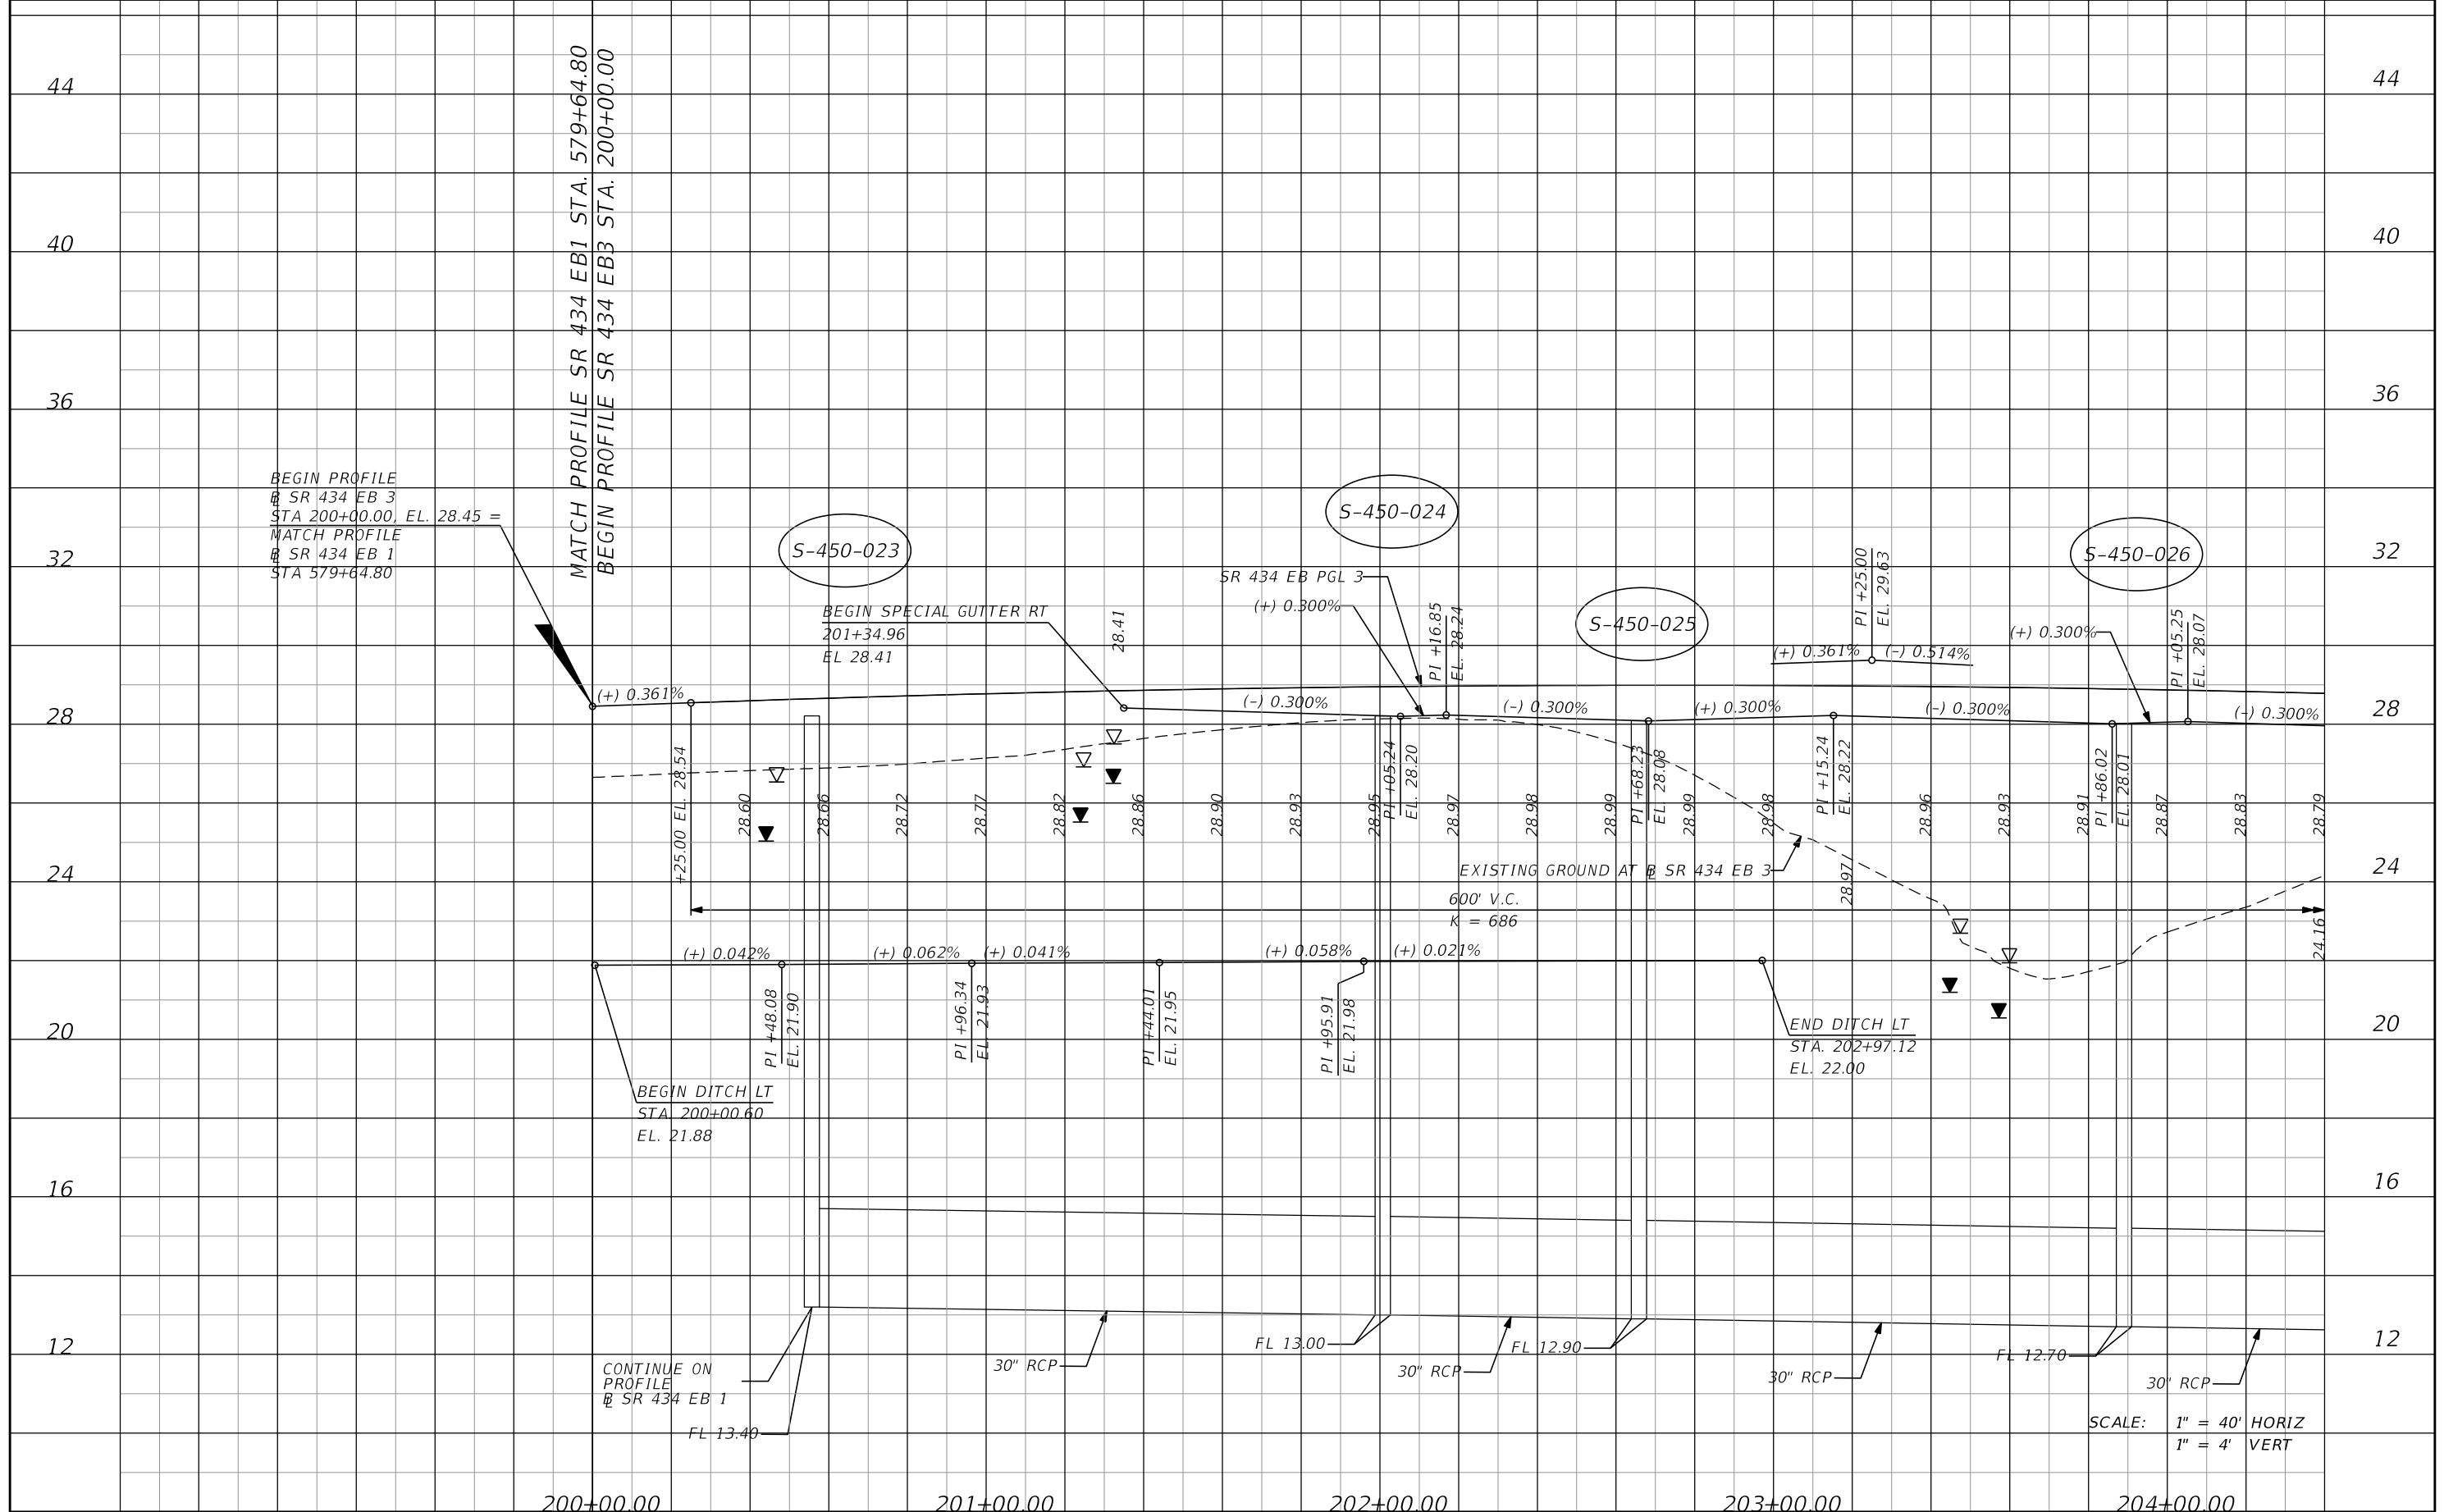 44
40
36
32
28
24
20
16
12
44
40
36
32
28
24
20
16
12
MATCH PROFILE SR 434 EB1 STA. 579+64.80
BEGIN PROFILE SR 434 EB3 STA. 200+00.00
BEGIN PROFILE
BL SR 434 EB 3
STA 200+00.00, EL. 28.45 =
MATCH PROFILE
BL SR 434 EB 1
STA 579+64.80
S-450-023
S-450-024
S-450-025
S-450-026
BEGIN SPECIAL GUTTER RT
201+34.96
EL 28.41
28.41
SR 434 EB PGL 3
(+) 0.300%
PI +16.85
EL. 28.24
PI +25.00
EL. 29.63
(+) 0.361%
(-) 0.514%
(+) 0.300%
PI +05.25
EL. 28.07
(+) 0.361%
(-) 0.300%
(-) 0.300%
(+) 0.300%
(-) 0.300%
(-) 0.300%
+25.00 EL. 28.54
28.60
28.66
28.72
28.77
28.82
28.86
28.90
28.93
28.95
PI +05.24
EL. 28.20
28.97
28.98
28.99
PI +68.23
EL. 28.08
28.99
28.98
PI +15.24
EL. 28.22
28.97
28.96
28.93
28.91
PI +86.02
EL. 28.01
28.87
28.83
28.79
EXISTING GROUND AT BL SR 434 EB 3
600' V.C.
K = 686
24.16
(+) 0.042%
(+) 0.062%
(+) 0.041%
(+) 0.058%
(+) 0.021%
PI +48.08
EL. 21.90
PI +96.34
EL. 21.93
PI +44.01
EL. 21.95
PI +95.91
EL. 21.98
BEGIN DITCH LT
STA. 200+00.60
EL. 21.88
END DITCH LT
STA. 202+97.12
EL. 22.00
CONTINUE ON
PROFILE
BL SR 434 EB 1
FL 13.40
30" RCP
FL 13.00
30" RCP
FL 12.90
30" RCP
FL 12.70
30" RCP
SCALE: 1" = 40' HORIZ
1" = 4' VERT
200+00.00
201+00.00
202+00.00
203+00.00
204+00.00